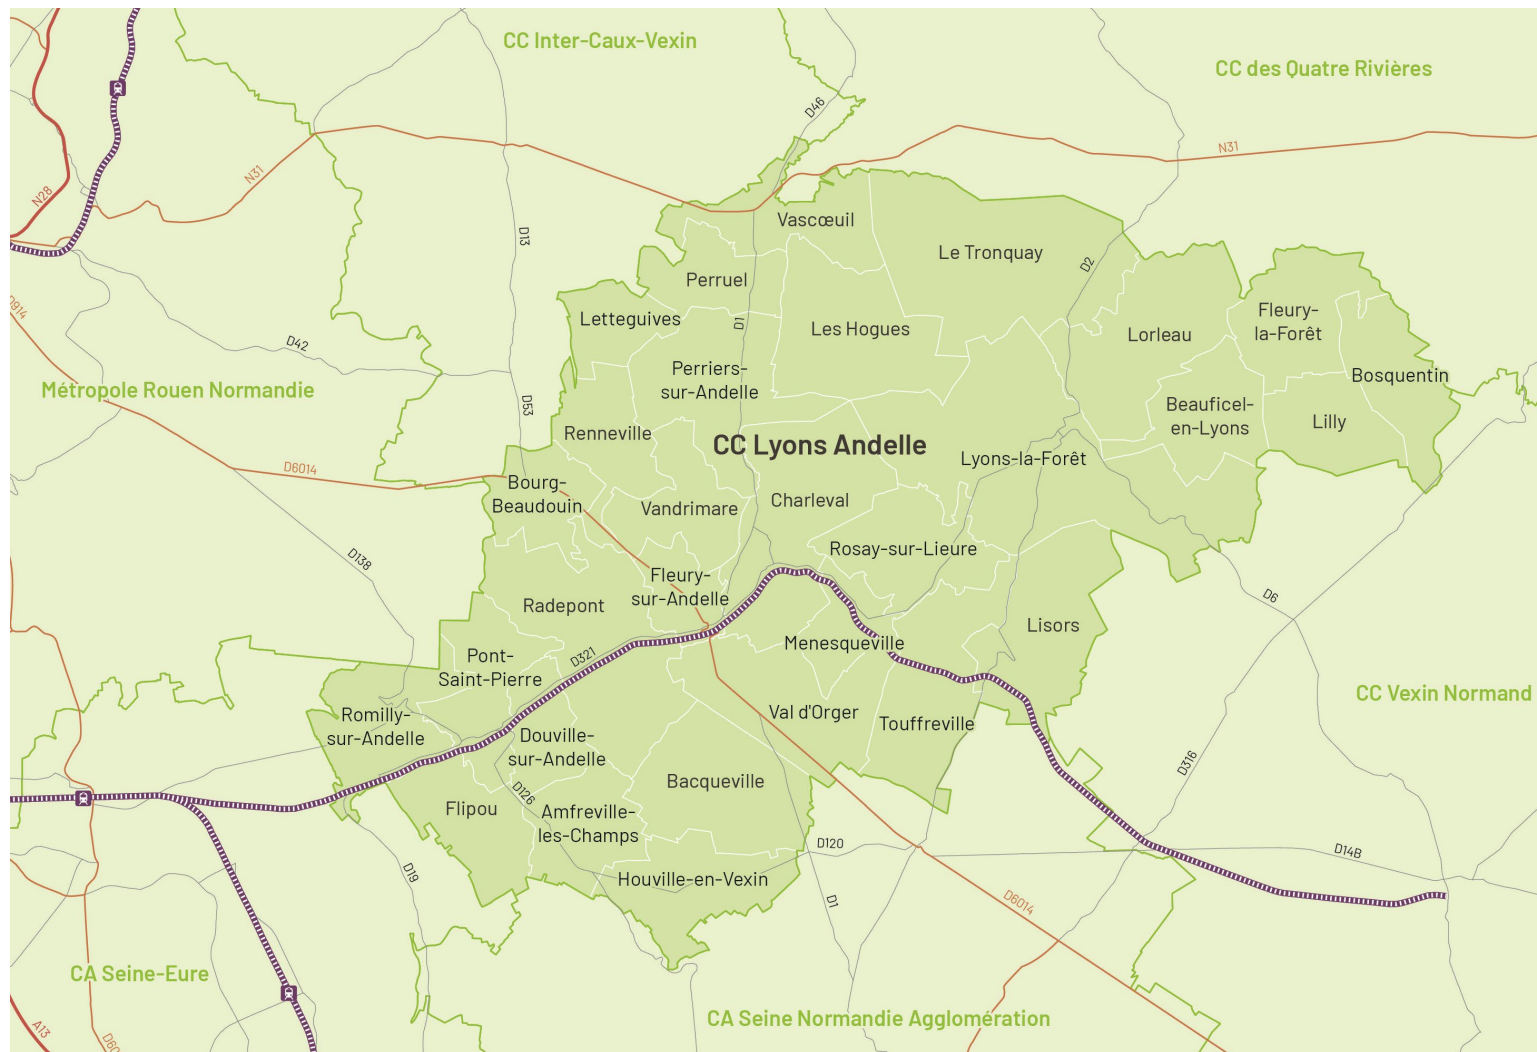 CC Inter-Caux-Vexin
CC des Quatre Rivières
D46
N31
N31
N28
Vascœuil
D13
Le Tronquay
D2
Perruel
D914
Letteguives
D1
Les Hogues
Lorleau
Fleury-
la-Forêt
D42
Métropole Rouen Normandie
Perriers-
sur-Andelle
Bosquentin
D53
Beauficel-
en-Lyons
Lilly
Renneville
CC Lyons Andelle
Lyons-la-Forêt
D6014
Bourg-
Beaudouin
Vandrimare
Charleval
D138
Rosay-sur-Lieure
Fleury-
sur-Andelle
D6
Radepont
Lisors
Menesqueville
Pont-
Saint-Pierre
D321
CC Vexin Normand
Romilly-
sur-Andelle
Val d'Orger
Touffreville
Douville-
sur-Andelle
D316
Bacqueville
D126
Flipou
Amfreville-
les-Champs
D120
D14B
D19
Houville-en-Vexin
D1
D6014
CA Seine-Eure
CA Seine Normandie Agglomération
A13